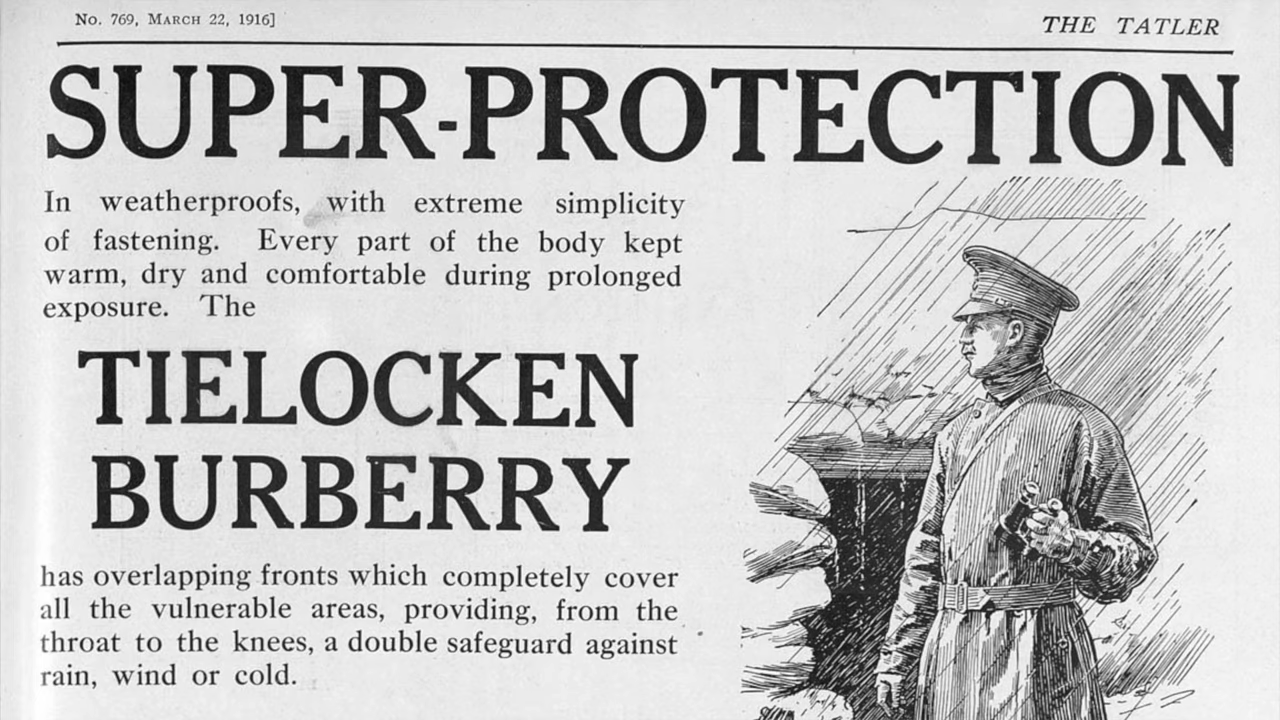 No. 769, March 22, 1916]
THE TATLER
SUPER-PROTECTION
In weatherproofs, with extreme simplicity
of fastening. Every part of the body kept
warm, dry and comfortable during prolonged
exposure. The
TIELOCKEN
BURBERRY
has overlapping fronts which completely cover
all the vulnerable areas, providing, from the
throat to the knees, a double safeguard against
rain, wind or cold.